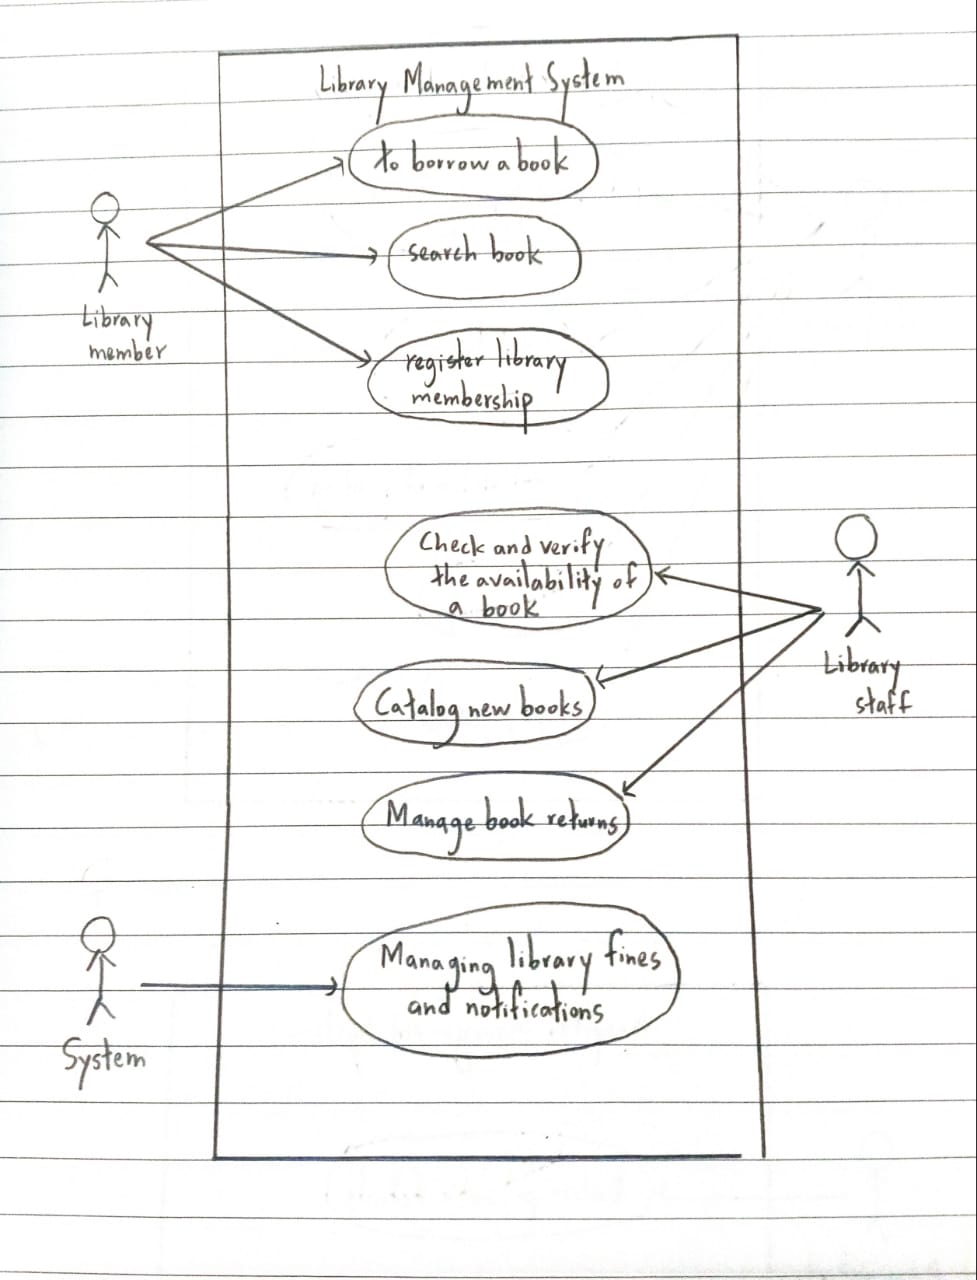 Library Management System
to borrow a book
search book
Library
member
register library
membership
Check and verify
the availability of
a book
Library
staff
Catalog new books
Manage book returns
Managing library fines
and notifications
System